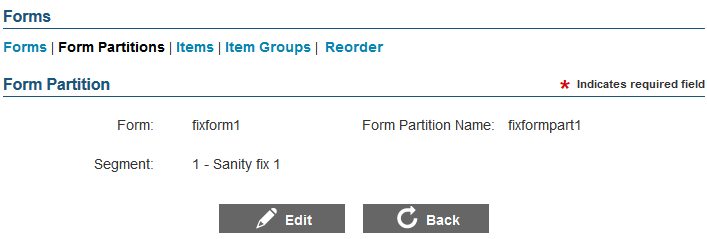 Forms
Forms | Form Partitions | Items | Item Groups | Reorder
Form Partition * Indicates required field
Form: fixform1 Form Partition Name: fixformpart1
Segment: 1 - Sanity fix 1
Edit Back